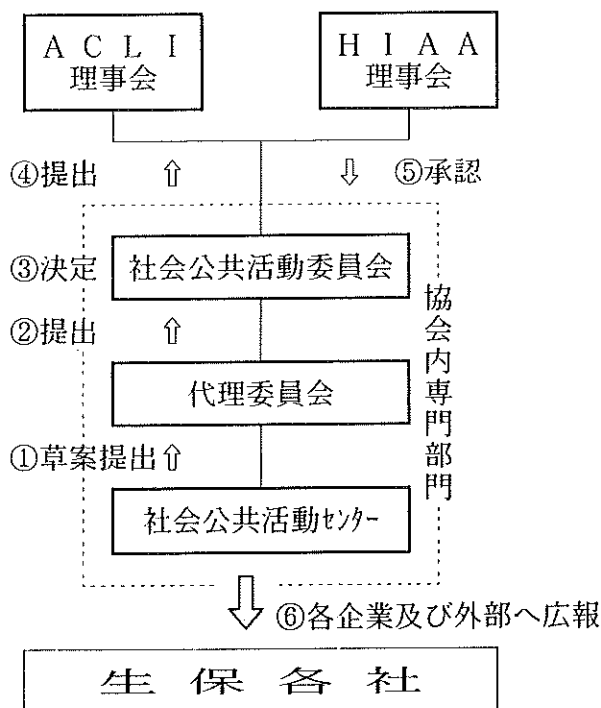 ACLI
理事会
HIAA
理事会
④提出 ⇧
⇩ ⑤承認
③決定
社会公共活動委員会
②提出 ⇧
代理委員会
①草案提出⇧
社会公共活動ｾﾝﾀｰ
協会内専門部門
⑥各企業及び外部へ広報
生保各社